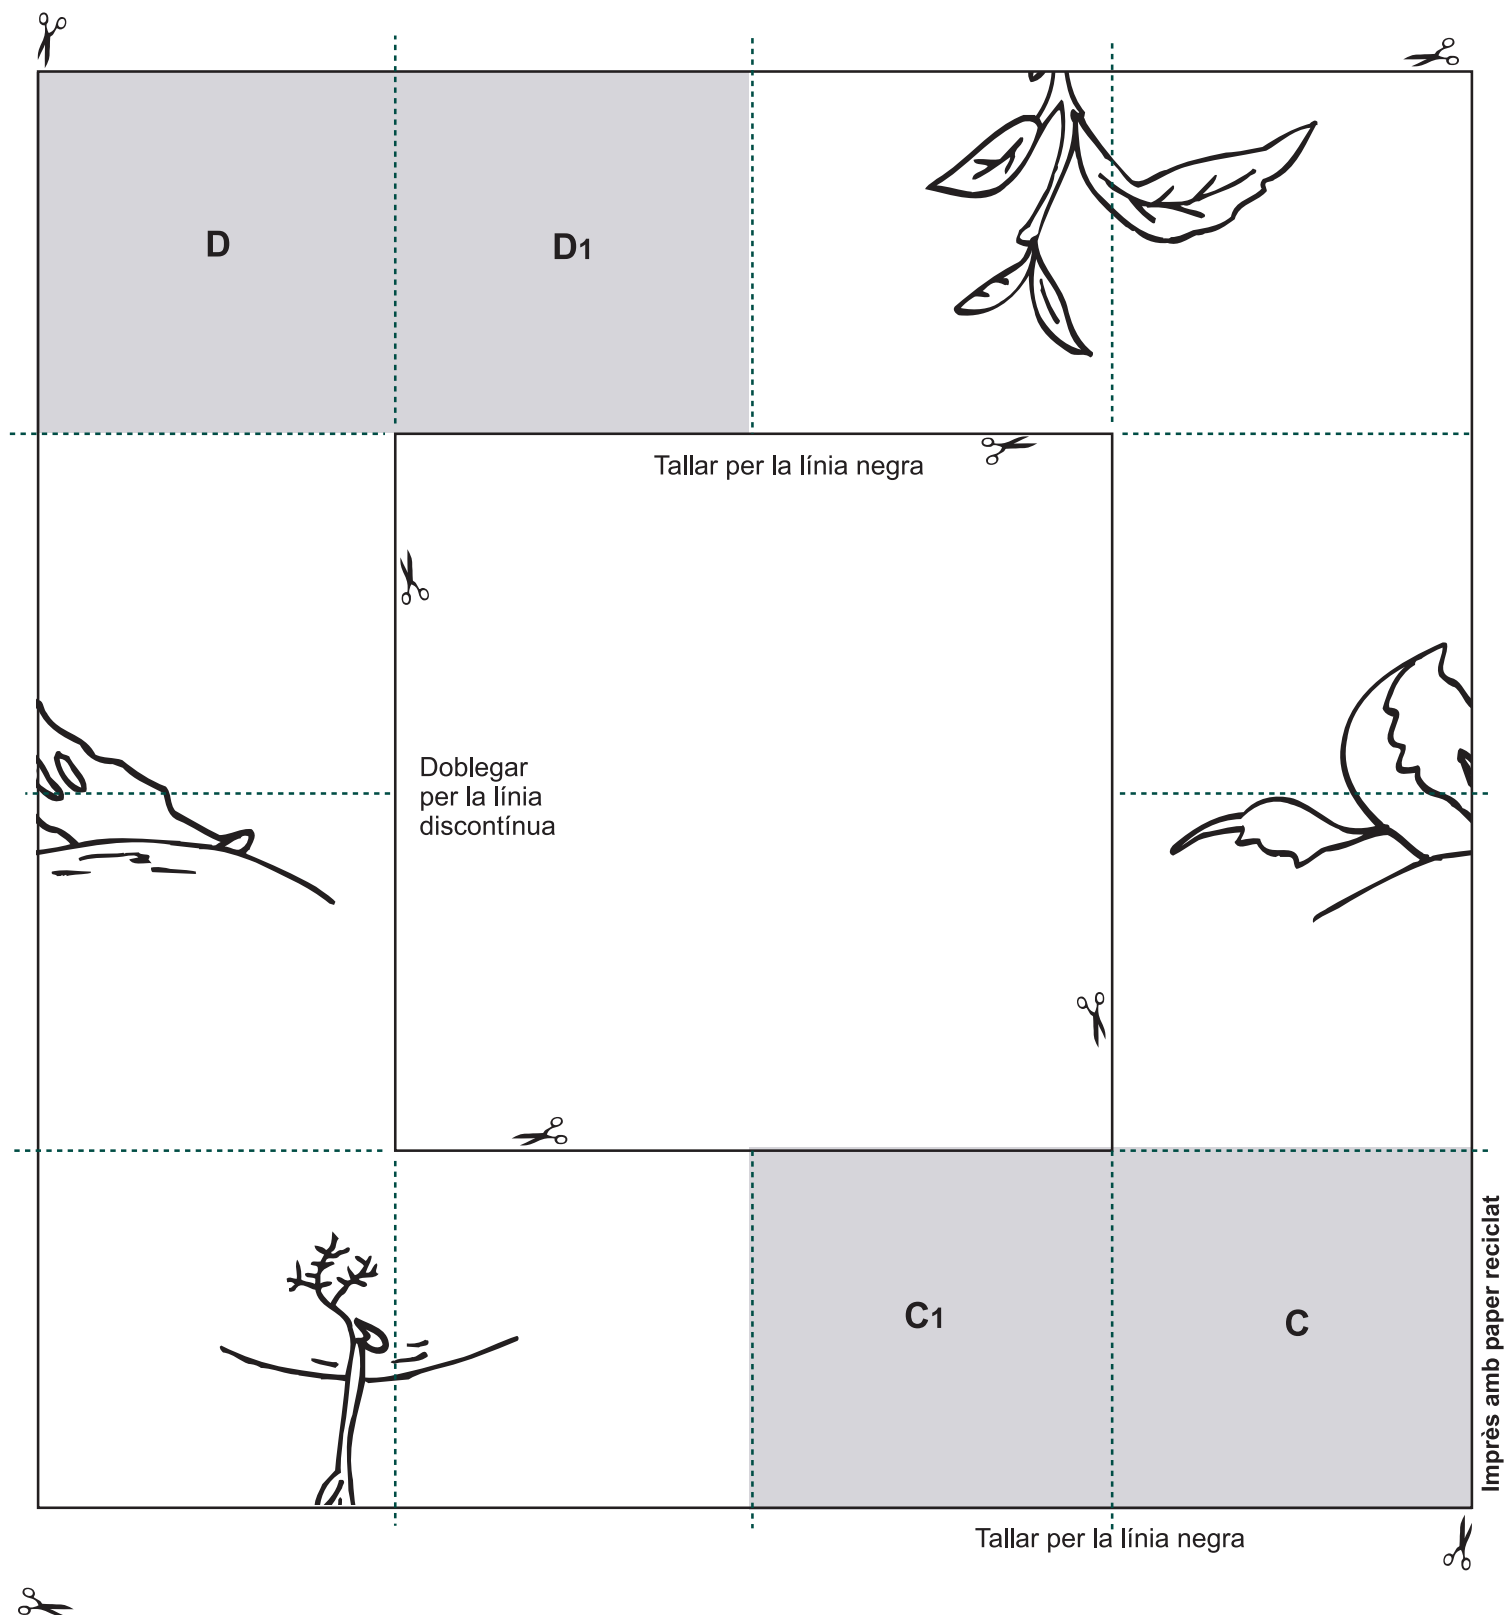 D
D1
Tallar per la línia negra
Doblegar
per la línia
discontínua
C1
C
Imprès amb paper reciclat
Tallar per la línia negra